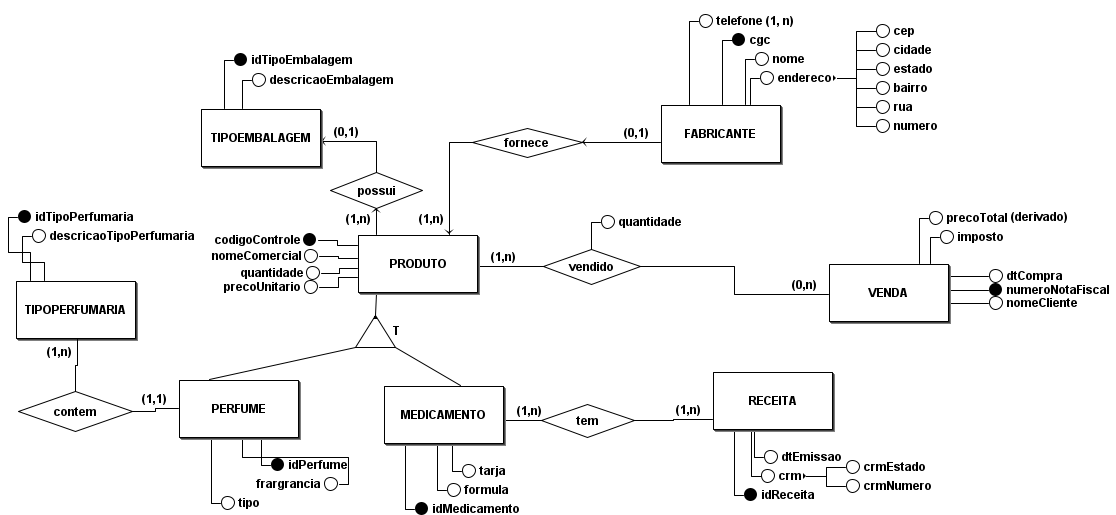 telefone (1, n)
cgc
nome
endereco
cep
cidade
estado
bairro
rua
numero
FABRICANTE
idTipoEmbalagem
descricaoEmbalagem
TIPOEMBALAGEM
(0,1)
possui
(1,n)
fornece
(0,1)
(1,n)
idTipoPerfumaria
descricaoTipoPerfumaria
TIPOPERFUMARIA
(1,n)
codigoControle
nomeComercial
quantidade
precoUnitario
PRODUTO
(1,n)
quantidade
vendido
(0,n)
precoTotal (derivado)
imposto
VENDA
dtCompra
numeroNotaFiscal
nomeCliente
T
contem
(1,1)
PERFUME
idPerfume
frargrancia
tipo
MEDICAMENTO
(1,n)
tem
(1,n)
tarja
formula
idMedicamento
RECEITA
dtEmissao
crm
crmEstado
crmNumero
idReceita